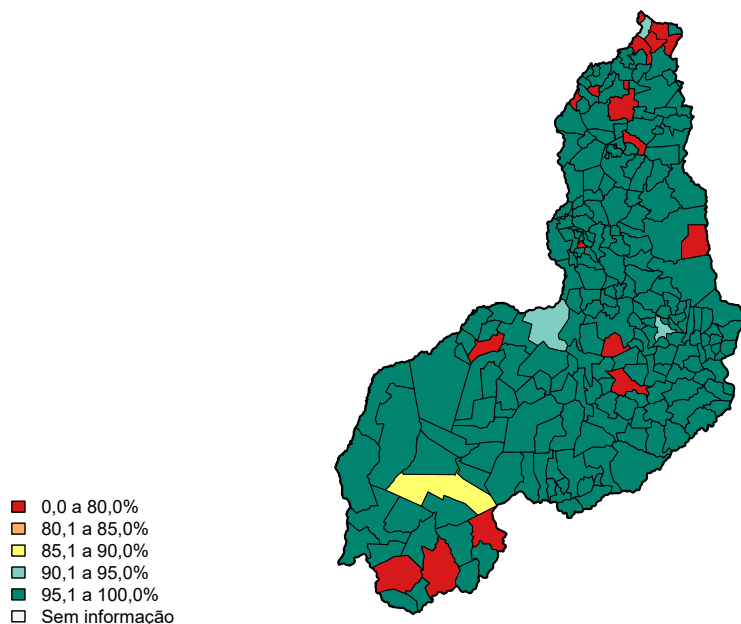 0,0 a 80,0%
80,1 a 85,0%
85,1 a 90,0%
90,1 a 95,0%
95,1 a 100,0%
Sem informação